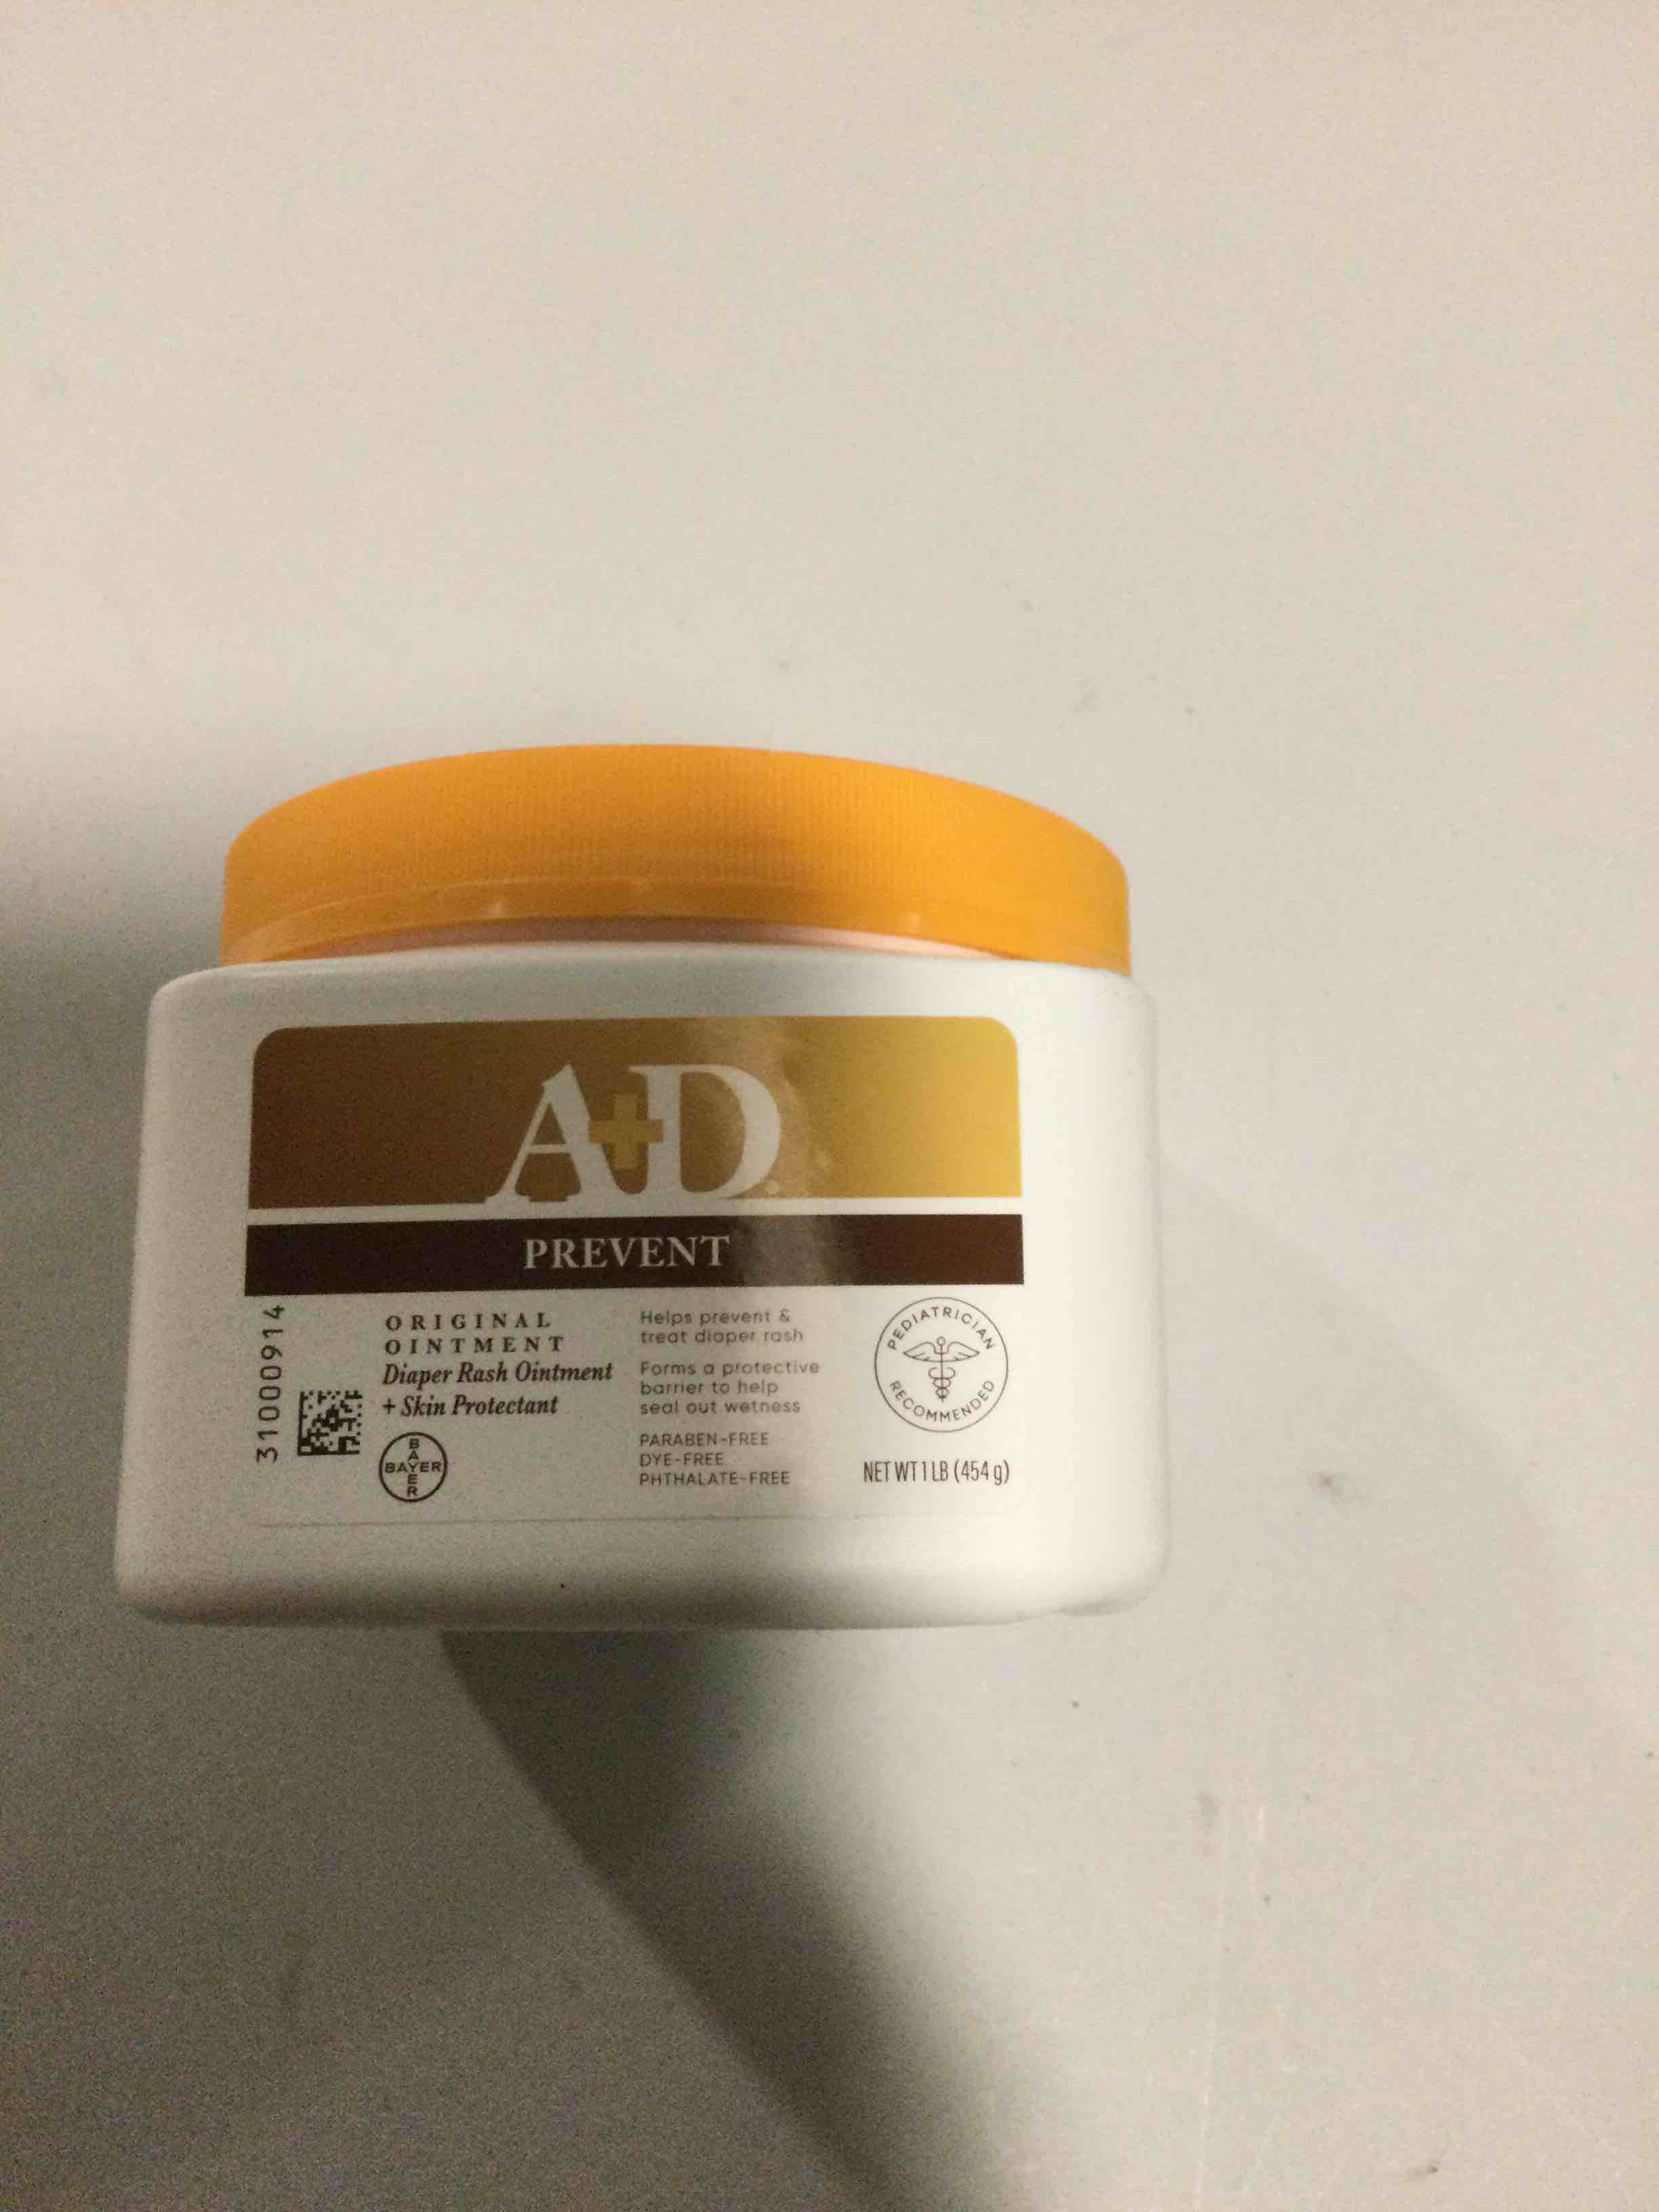 A+D®
PREVENT
31000914
ORIGINAL
OINTMENT
Diaper Rash Ointment
+ Skin Protectant
BAYER
BAYER
Helps prevent &
treat diaper rash
Forms a protective
barrier to help
seal out wetness
PARABEN-FREE
DYE-FREE
PHTHALATE-FREE
PEDIATRICIAN
RECOMMENDED
NET WT 1 LB (454 g)